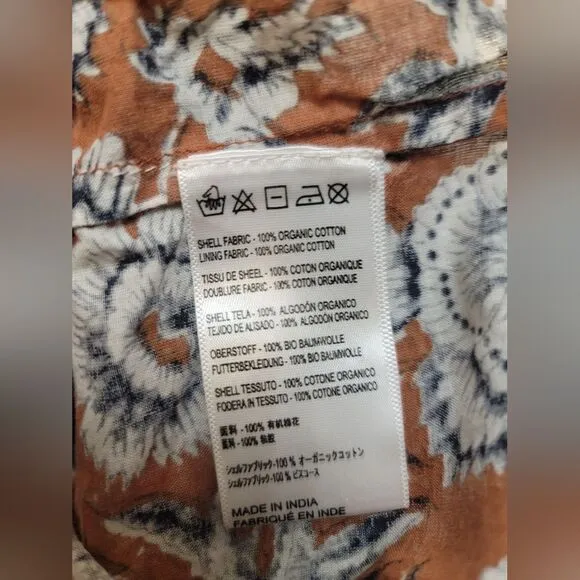 SHELL FABRIC - 100% ORGANIC COTTON
LINING FABRIC - 100% ORGANIC COTTON
TISSU DE SHEEL - 100% COTON ORGANIQUE
DOUBLURE FABRIC - 100% COTON ORGANIQUE
SHELL TELA - 100% ALGODÓN ORGANICO
TEJIDO DE ALISADO - 100% ALGODÓN ORGANICO
OBERSTOFF - 100% BIO BAUMWOLLE
FUTTERBEKLEIDUNG - 100% BIO BAUMWOLLE
SHELL TESSUTO - 100% COTONE ORGANICO
FODERA IN TESSUTO - 100% COTONE ORGANICO
面料 - 100% 有机棉花
面料 - 100% 粘胶
シェルファブリック - 100% オーガニックコットン
シェルファブリック - 100% ビスコース
MADE IN INDIA
FABRIQUÉ EN INDE